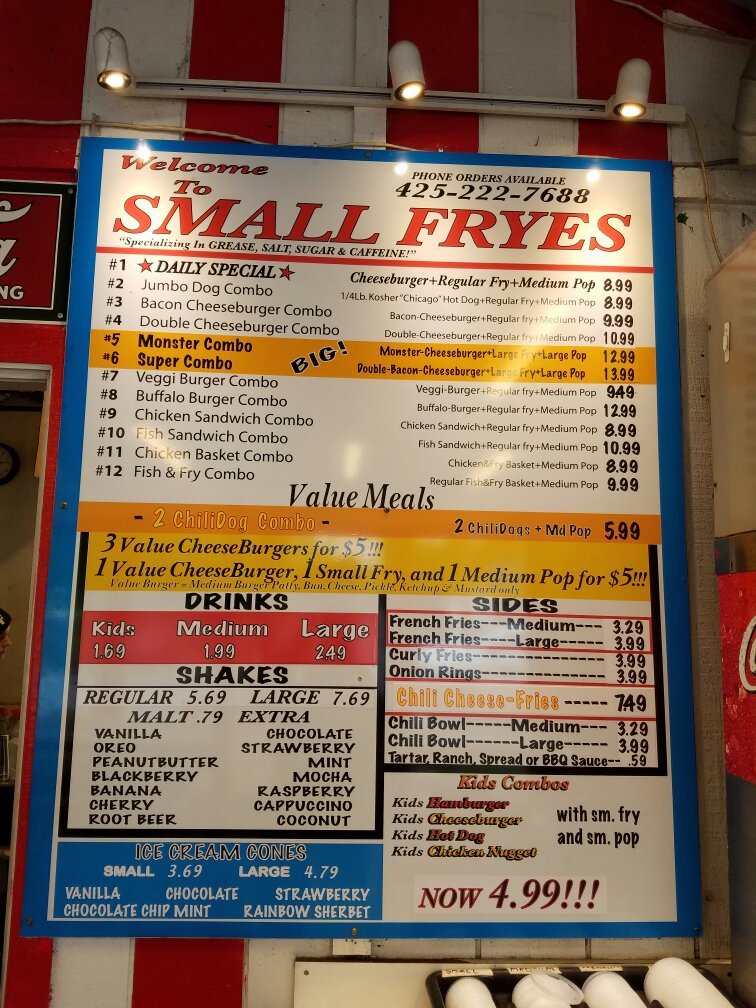 Welcome
To
PHONE ORDERS AVAILABLE
425-222-7688
SMALL FRYES
"Specializing In GREASE, SALT, SUGAR & CAFFEINE!"
#1 ★DAILY SPECIAL★ Cheeseburger+Regular Fry+Medium Pop 8.99
#2 Jumbo Dog Combo 1/4Lb. Kosher "Chicago" Hot Dog+Regular fry+Medium Pop 8.99
#3 Bacon Cheeseburger Combo Bacon-Cheeseburger+Regular fry+Medium Pop 9.99
#4 Double Cheeseburger Combo Double-Cheeseburger+Regular fry+Medium Pop 10.99
#5 Monster Combo BIG! Monster-Cheeseburger+Large Fry+Large Pop 12.99
#6 Super Combo Double-Bacon-Cheeseburger+Large Fry+Large Pop 13.99
#7 Veggi Burger Combo Veggi-Burger+Regular fry+Medium Pop 9.49
#8 Buffalo Burger Combo Buffalo-Burger+Regular fry+Medium Pop 12.99
#9 Chicken Sandwich Combo Chicken Sandwich+Regular fry+Medium Pop 8.99
#10 Fish Sandwich Combo Fish Sandwich+Regular fry+Medium Pop 10.99
#11 Chicken Basket Combo Chicken&Fry Basket+Medium Pop 8.99
#12 Fish & Fry Combo Regular Fish&Fry Basket+Medium Pop 9.99
Value Meals
- 2 ChiliDog Combo - 2 ChiliDogs + Md Pop 5.99
3 Value CheeseBurgers for $5!!!
1 Value CheeseBurger, 1 Small Fry, and 1 Medium Pop for $5!!!
Value Burger = Medium Burger Patty, Bun, Cheese, Pickle, Ketchup & Mustard only
DRINKS
Kids Medium Large
1.69 1.99 2.49
SHAKES
REGULAR 5.69 LARGE 7.69
MALT .79 EXTRA
VANILLA CHOCOLATE
OREO STRAWBERRY
PEANUTBUTTER MINT
BLACKBERRY MOCHA
BANANA RASPBERRY
CHERRY CAPPUCCINO
ROOT BEER COCONUT
ICE CREAM CONES
SMALL 3.69 LARGE 4.79
VANILLA CHOCOLATE STRAWBERRY
CHOCOLATE CHIP MINT RAINBOW SHERBET
SIDES
French Fries---Medium--- 3.29
French Fries----Large----- 3.99
Curly Fries---------------- 3.99
Onion Rings--------------- 3.99
Chili Cheese-Fries ----- 7.49
Chili Bowl------Medium---- 3.29
Chili Bowl-------Large----- 3.99
Tartar, Ranch, Spread or BBQ Sauce-- .59
Kids Combos
Kids Hamburger
Kids Cheeseburger
Kids Hot Dog
Kids Chicken Nugget
with sm. fry
and sm. pop
NOW 4.99!!!
a
NG
SMALL MEDIUM